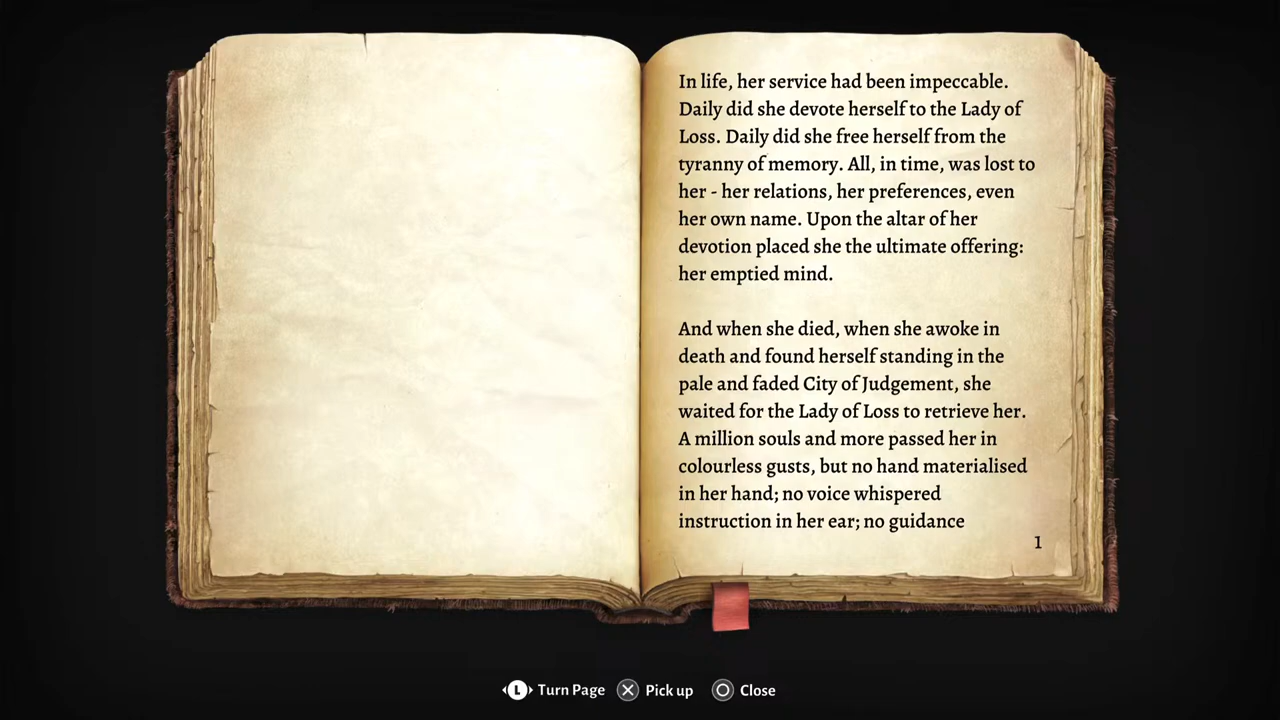 In life, her service had been impeccable.
Daily did she devote herself to the Lady of
Loss. Daily did she free herself from the
tyranny of memory. All, in time, was lost to
her - her relations, her preferences, even
her own name. Upon the altar of her
devotion placed she the ultimate offering:
her emptied mind.
And when she died, when she awoke in
death and found herself standing in the
pale and faded City of Judgement, she
waited for the Lady of Loss to retrieve her.
A million souls and more passed her in
colourless gusts, but no hand materialised
in her hand; no voice whispered
instruction in her ear; no guidance
1
L Turn Page Pick up Close